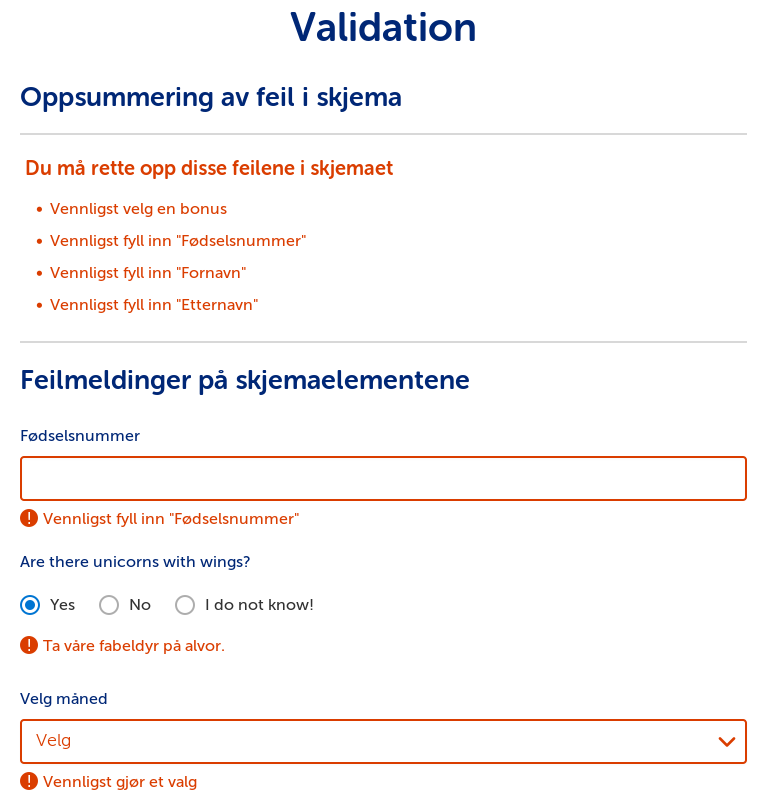 Validation
Oppsummering av feil i skjema
Du må rette opp disse feilene i skjemaet
• Vennligst velg en bonus
• Vennligst fyll inn "Fødselsnummer"
• Vennligst fyll inn "Fornavn"
• Vennligst fyll inn "Etternavn"
Feilmeldinger på skjemaelementene
Fødselsnummer
Vennligst fyll inn "Fødselsnummer"
Are there unicorns with wings?
Yes No I do not know!
Ta våre fabeldyr på alvor.
Velg måned
Velg
Vennligst gjør et valg